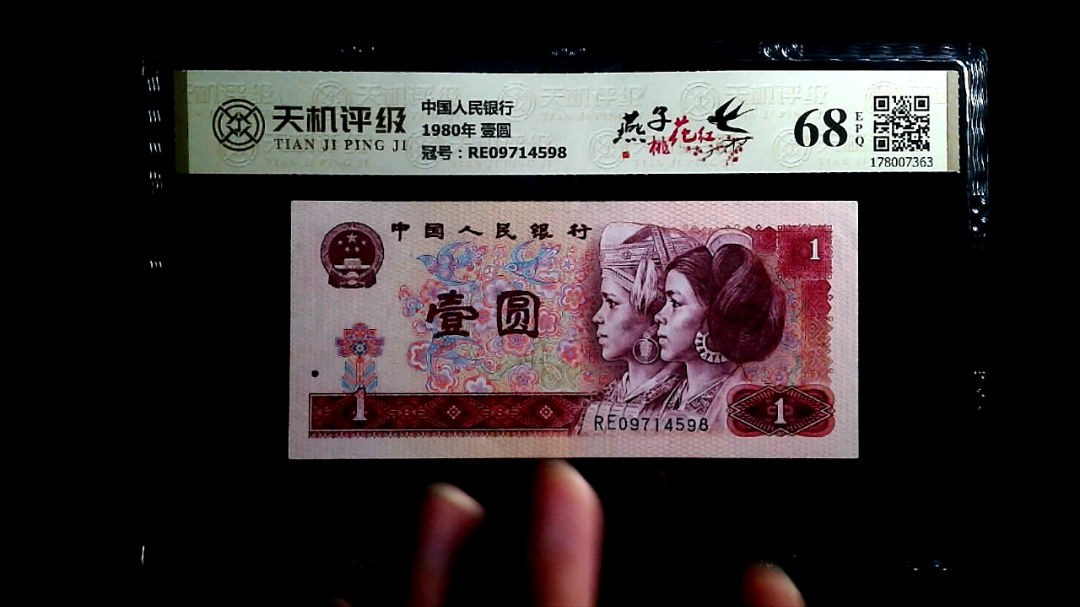 天机评级
TIAN JI PING JI
中国人民银行
1980年 壹圆
冠号：RE09714598
燕子
桃花红
68
EPQ
178007363
中国人民银行
1
壹圆
1
RE09714598
1